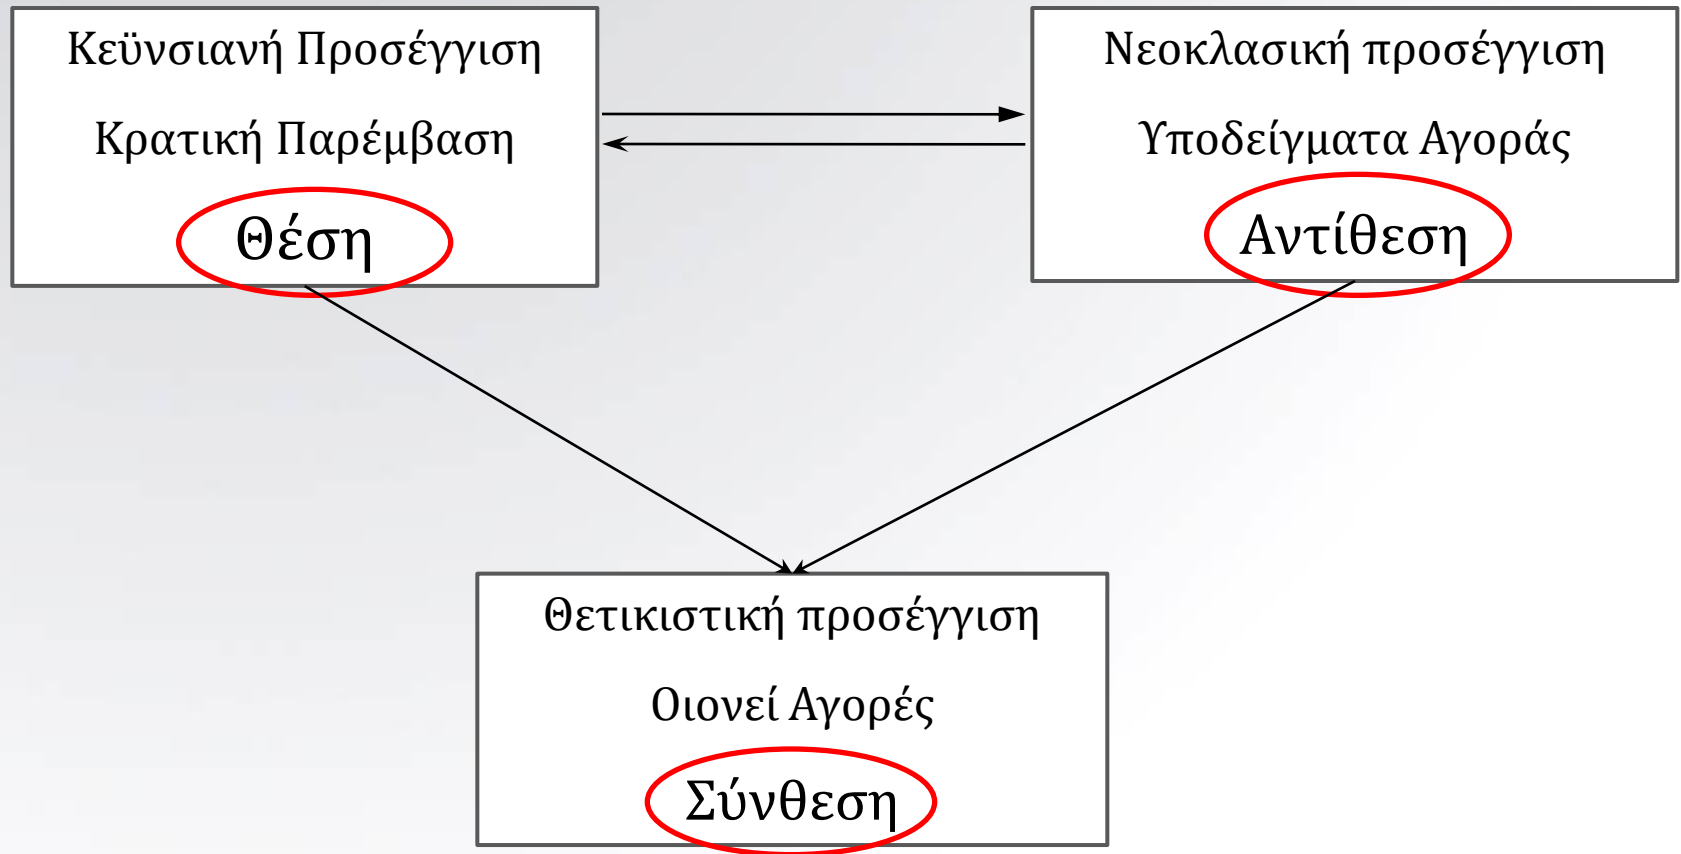 Κεϋνσιανή Προσέγγιση
Κρατική Παρέμβαση
Θέση
Νεοκλασική προσέγγιση
Υποδείγματα Αγοράς
Αντίθεση
Θετικιστική προσέγγιση
Οιονεί Αγορές
Σύνθεση